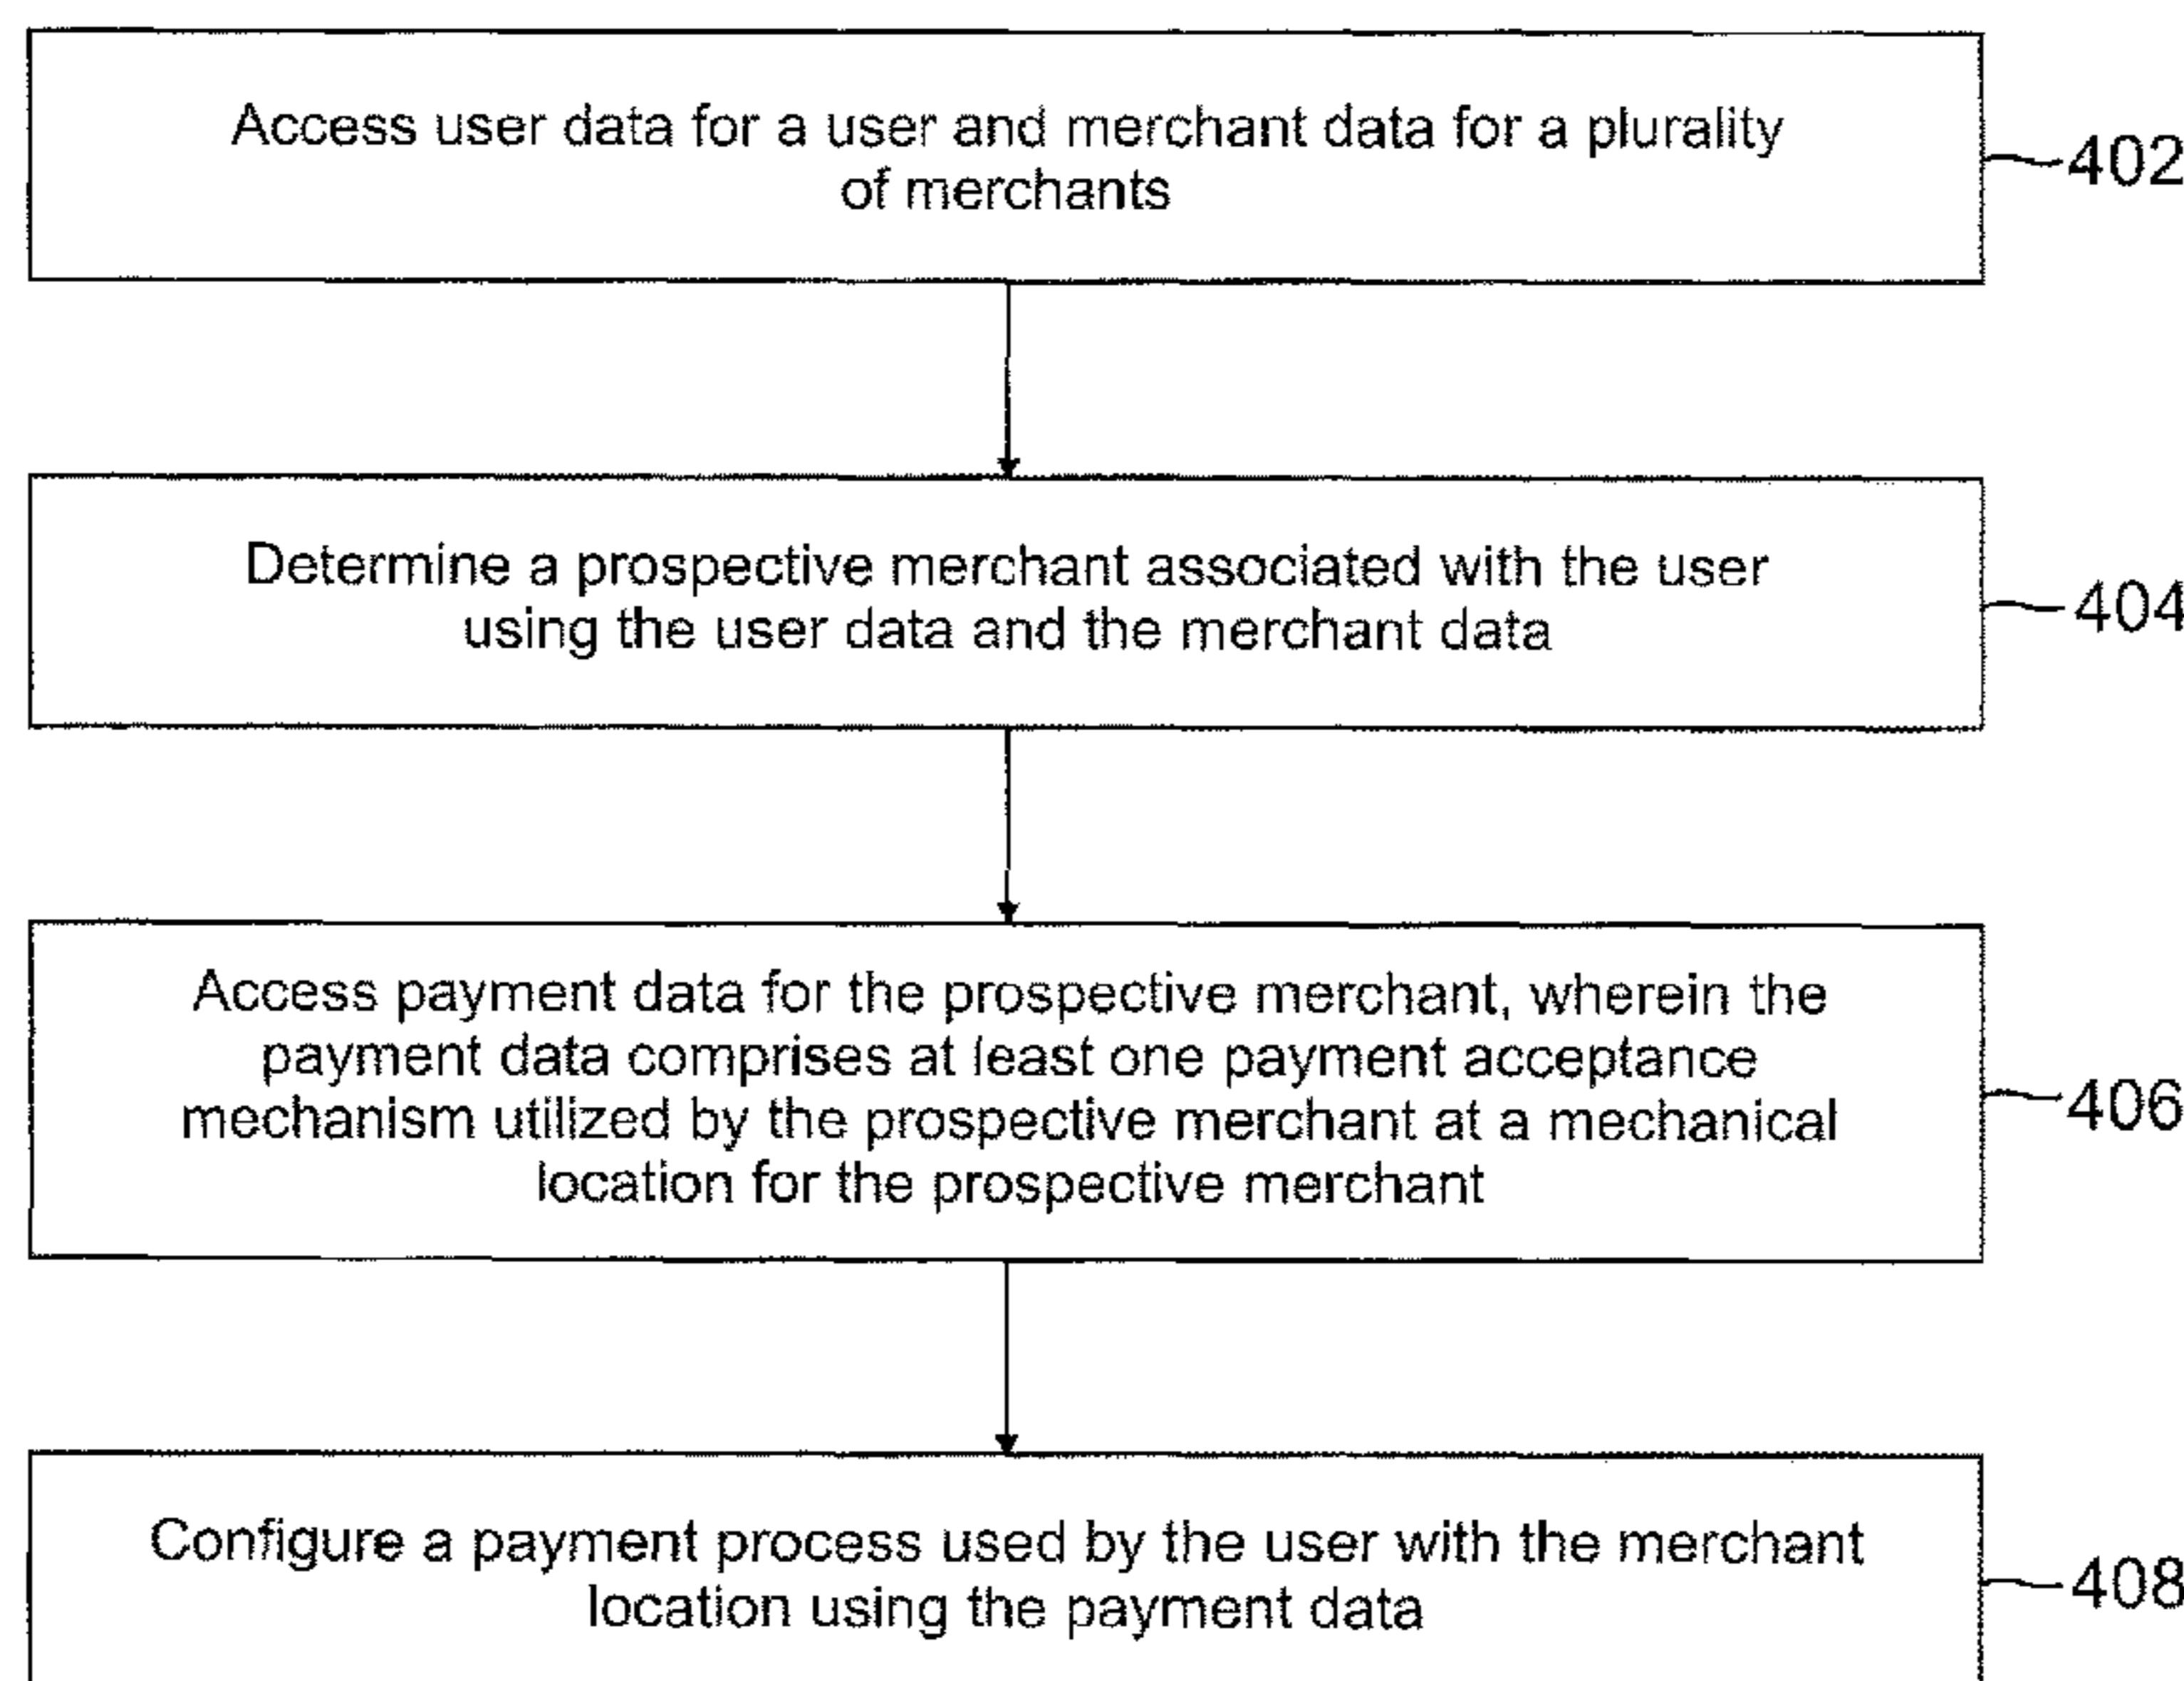 Access user data for a user and merchant data for a plurality
of merchants
402
Determine a prospective merchant associated with the user
using the user data and the merchant data
404
Access payment data for the prospective merchant, wherein the
payment data comprises at least one payment acceptance
mechanism utilized by the prospective merchant at a mechanical
location for the prospective merchant
406
Configure a payment process used by the user with the merchant
location using the payment data
408